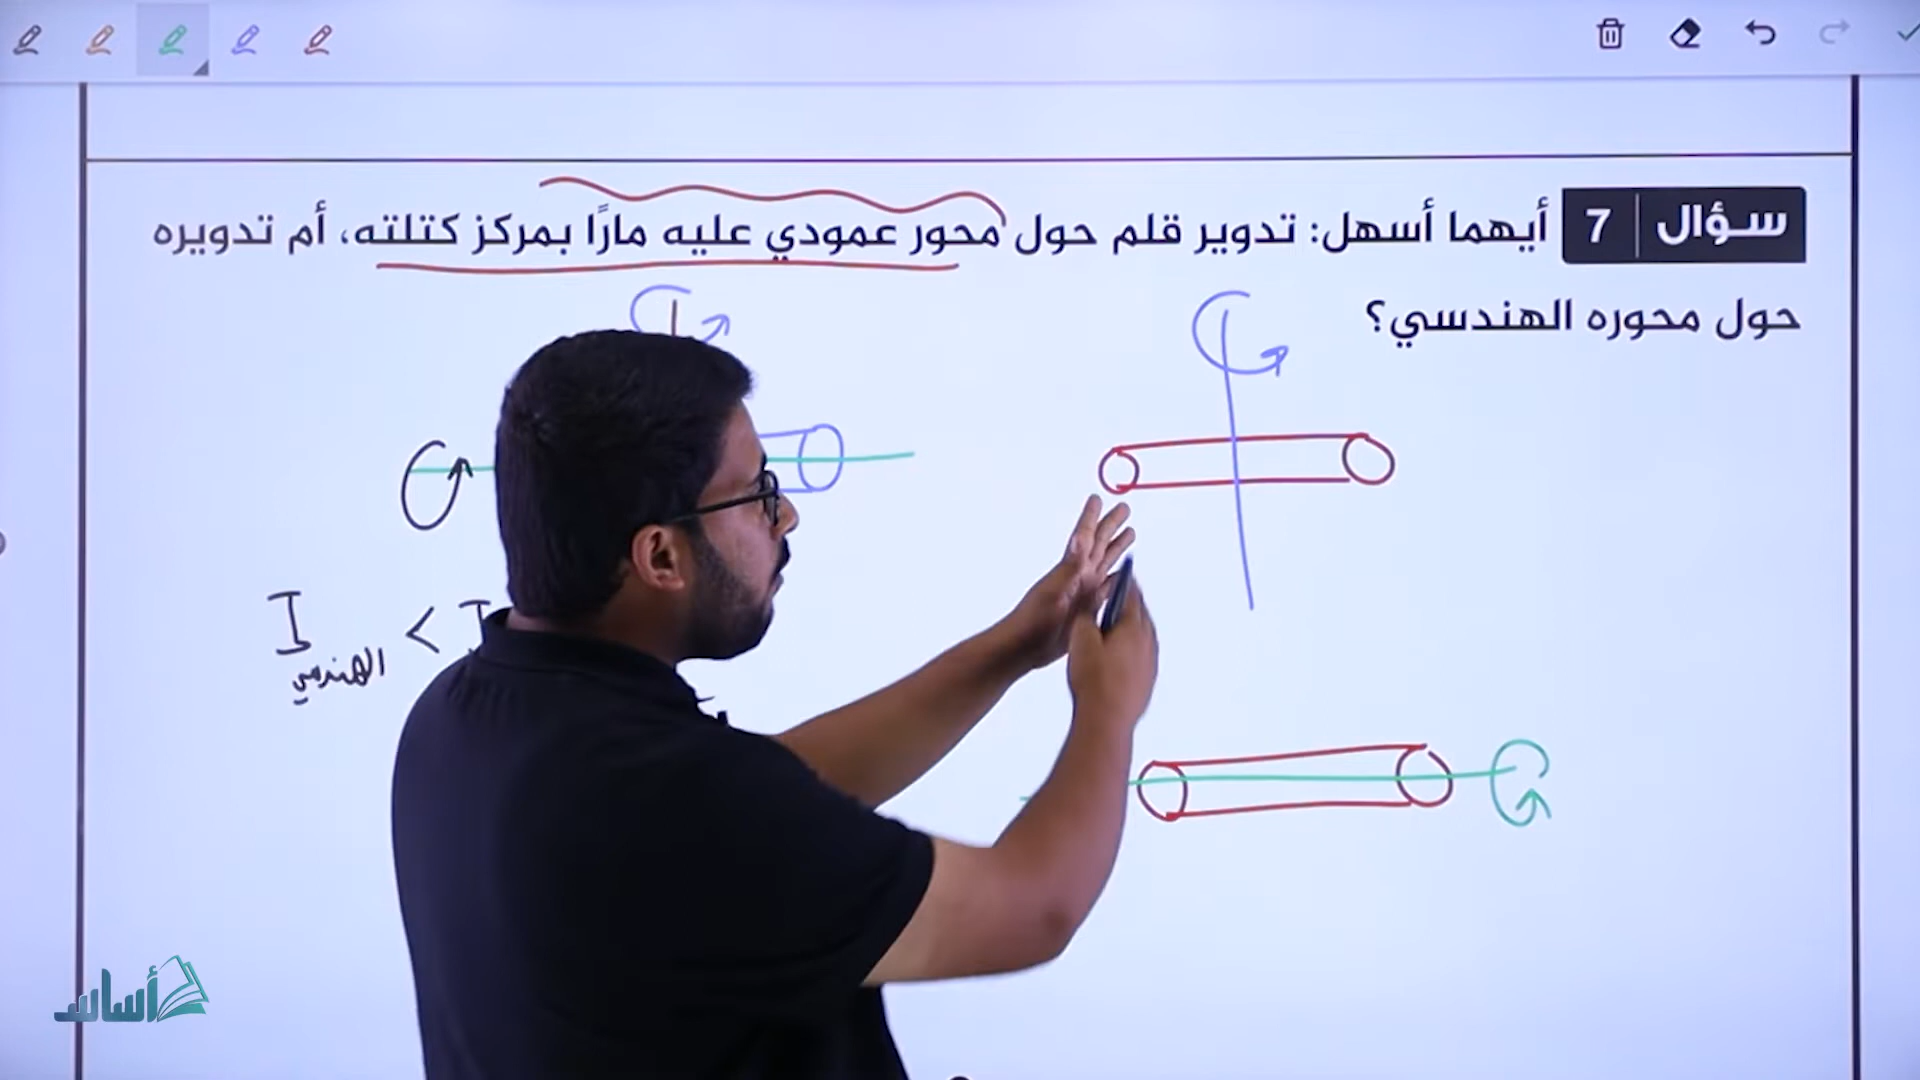 سؤال 7 أيهما أسهل: تدوير قلم حول محور عمودي عليه مارًا بمركز كتلته، أم تدويره
حول محوره الهندسي؟
I الهندسي < I
أساس